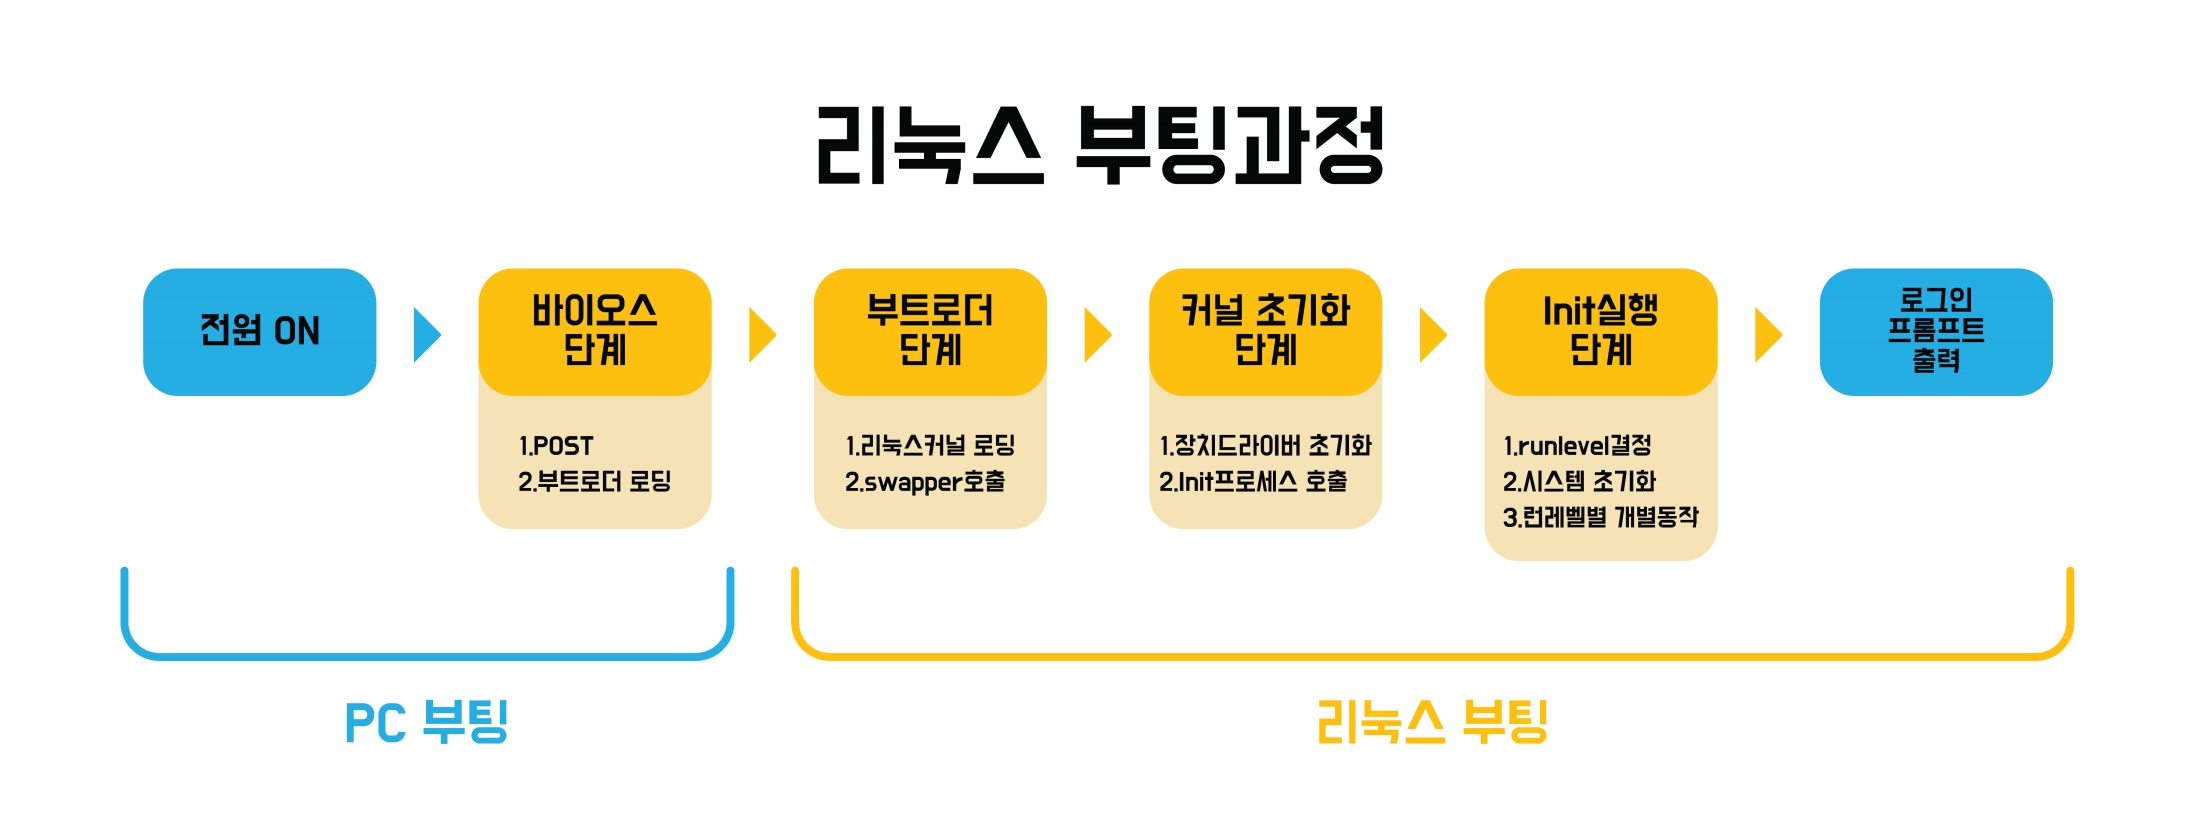 리눅스 부팅과정
전원 ON
바이오스
단계
1.POST
2.부트로더 로딩
부트로더
단계
1.리눅스커널 로딩
2.swapper호출
커널 초기화
단계
1.장치드라이버 초기화
2.Init프로세스 호출
Init실행
단계
1.runlevel결정
2.시스템 초기화
3.런레벨별 개별동작
로그인
프롬프트
출력
PC 부팅
리눅스 부팅